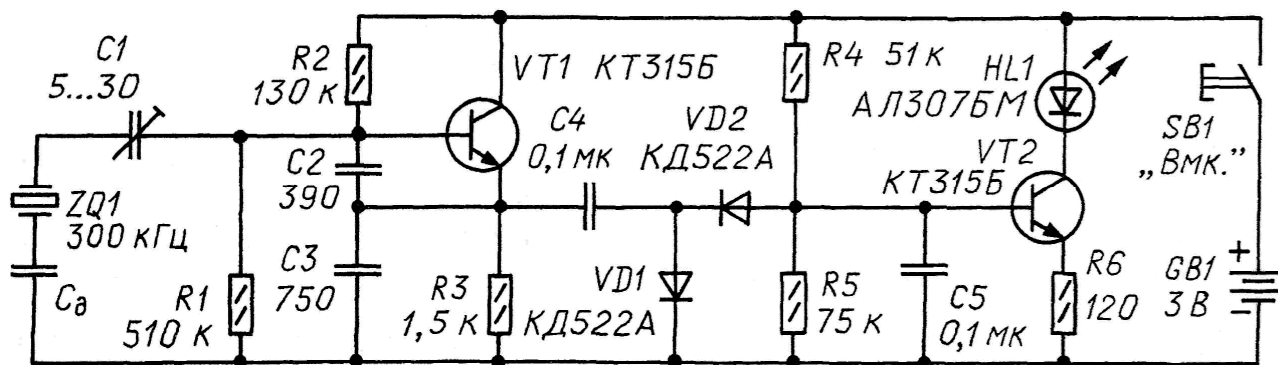 C1
5...30
ZQ1
300 кГц
Cд
R1
510 к
R2
130 к
C2
390
C3
750
VT1 КТ315Б
R3
1,5 к
C4
0,1 мк
VD1
КД522А
VD2
КД522А
R4 51 к
R5
75 к
C5
0,1 мк
HL1
АЛ307БМ
VT2
КТ315Б
R6
120
SB1
„Вмк.”
GB1
3 В
+
−